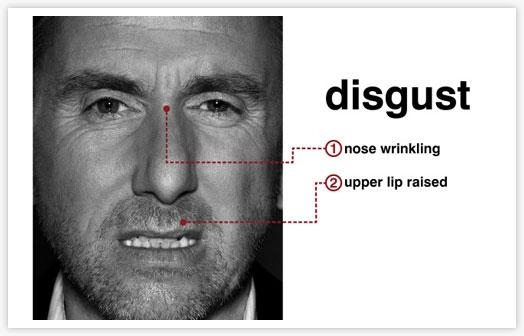 disgust
1 nose wrinkling
2 upper lip raised